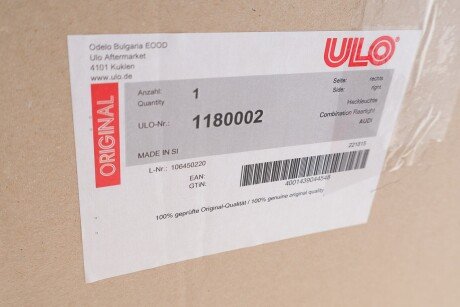 Odelo Bulgaria EOOD
Ulo Aftermarket
4101 Kuklen
www.ulo.de
ULO®
ORIGINAL
Anzahl: 1
Quantity
Seite: rechts
Side: right
ULO-Nr.: 1180002
Heckleuchte
Combination Rearlight
AUDI
MADE IN SI
221015
L-Nr.: 106450220
EAN:
GTIN:
4001439044548
100% geprüfte Original-Qualität / 100% genuine original quality